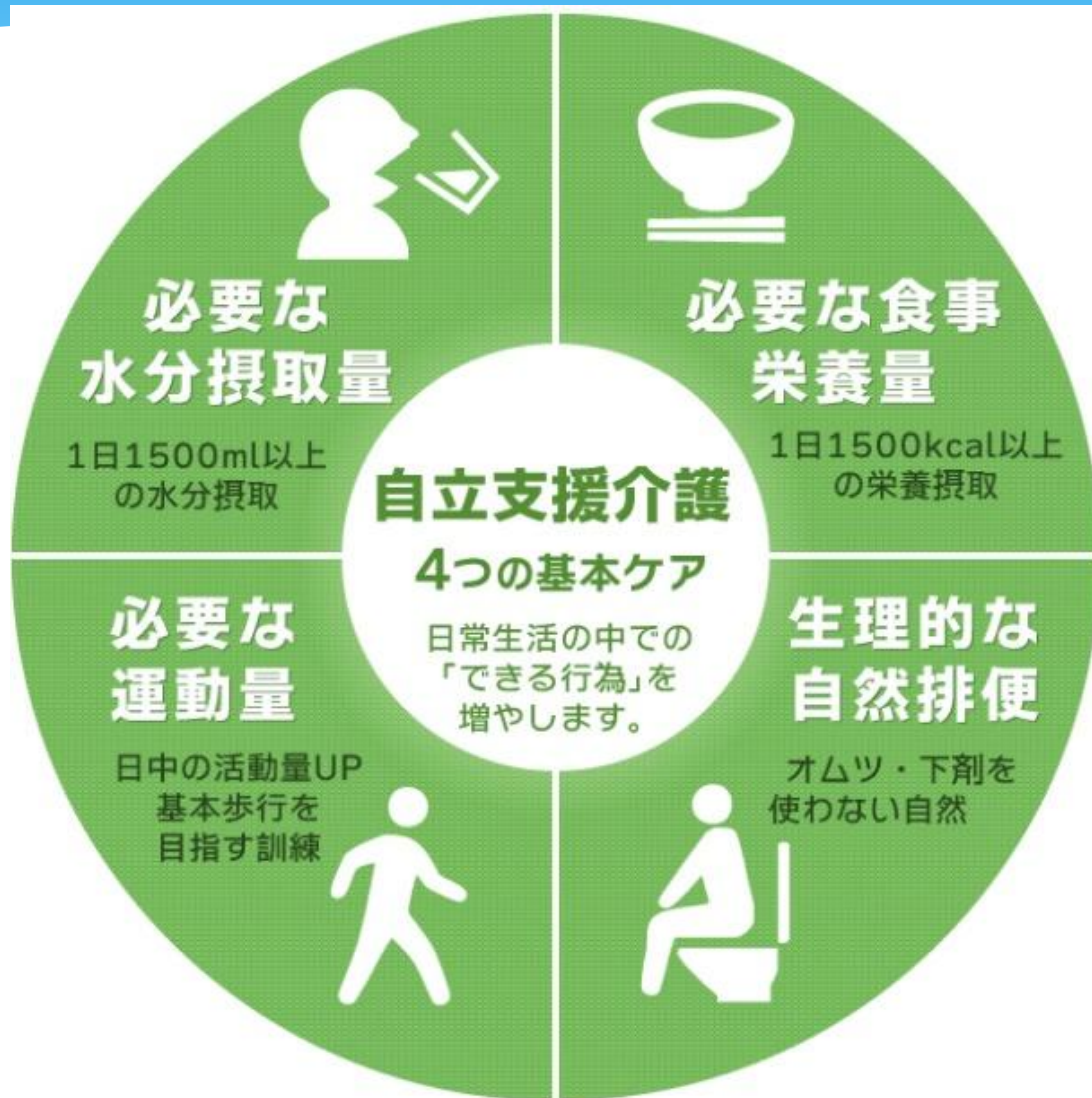 必要な
水分摂取量
1日1500ml以上
の水分摂取
必要な食事
栄養量
1日1500kcal以上
の栄養摂取
自立支援介護
4つの基本ケア
日常生活の中での
「できる行為」を
増やします。
必要な
運動量
日中の活動量UP
基本歩行を
目指す訓練
生理的な
自然排便
オムツ・下剤を
使わない自然